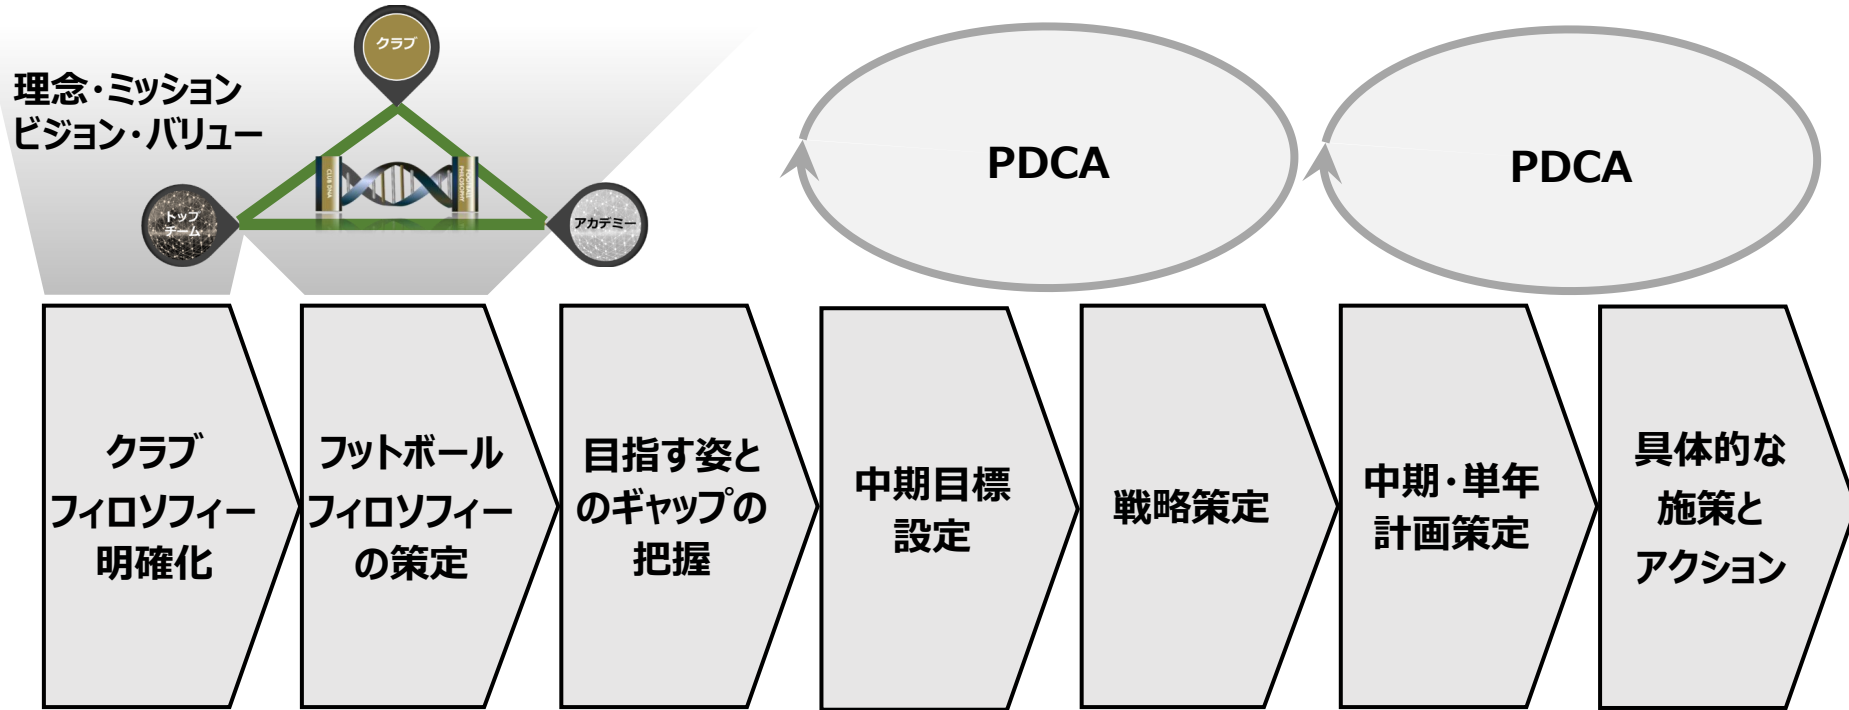 クラブ
理念・ミッション
ビジョン・バリュー
CLUB DNA
FOOTBALL
PHILOSOPHY
トップ
チーム
アカデミー
PDCA
PDCA
クラブ
フィロソフィー
明確化
フットボール
フィロソフィー
の策定
目指す姿と
のギャップの
把握
中期目標
設定
戦略策定
中期・単年
計画策定
具体的な
施策と
アクション